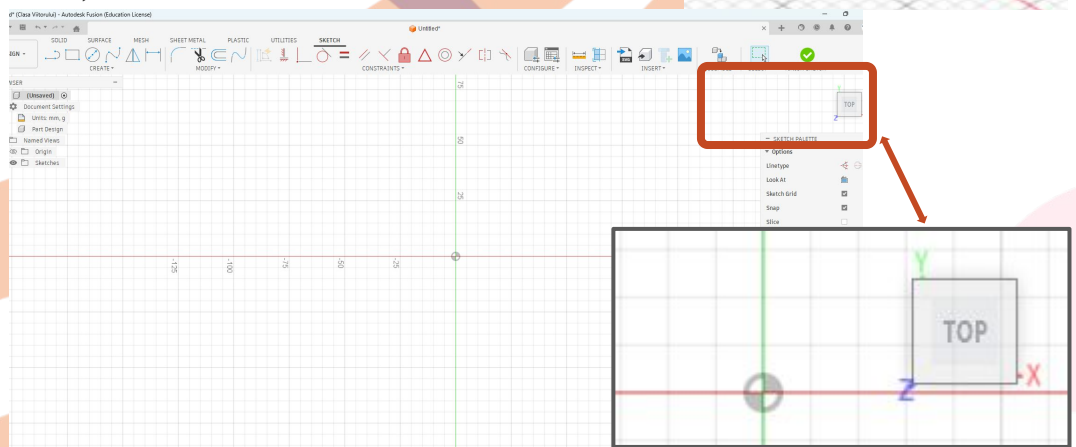 d* (Clasa Viitorului) - Autodesk Fusion (Education License)
Untitled*
SOLID SURFACE MESH SHEET METAL PLASTIC UTILITIES SKETCH
SIGN
CREATE MODIFY CONSTRAINTS CONFIGURE INSPECT INSERT
WSER
(Unsaved)
Document Settings
Units: mm, g
Part Design
Named Views
Origin
Sketches
75
50
25
-125 -100 -75 -50 -25
Y
TOP
Z
SKETCH PALETTE
Options
Linetype
Look At
Sketch Grid
Snap
Slice
Y
TOP
X
Z